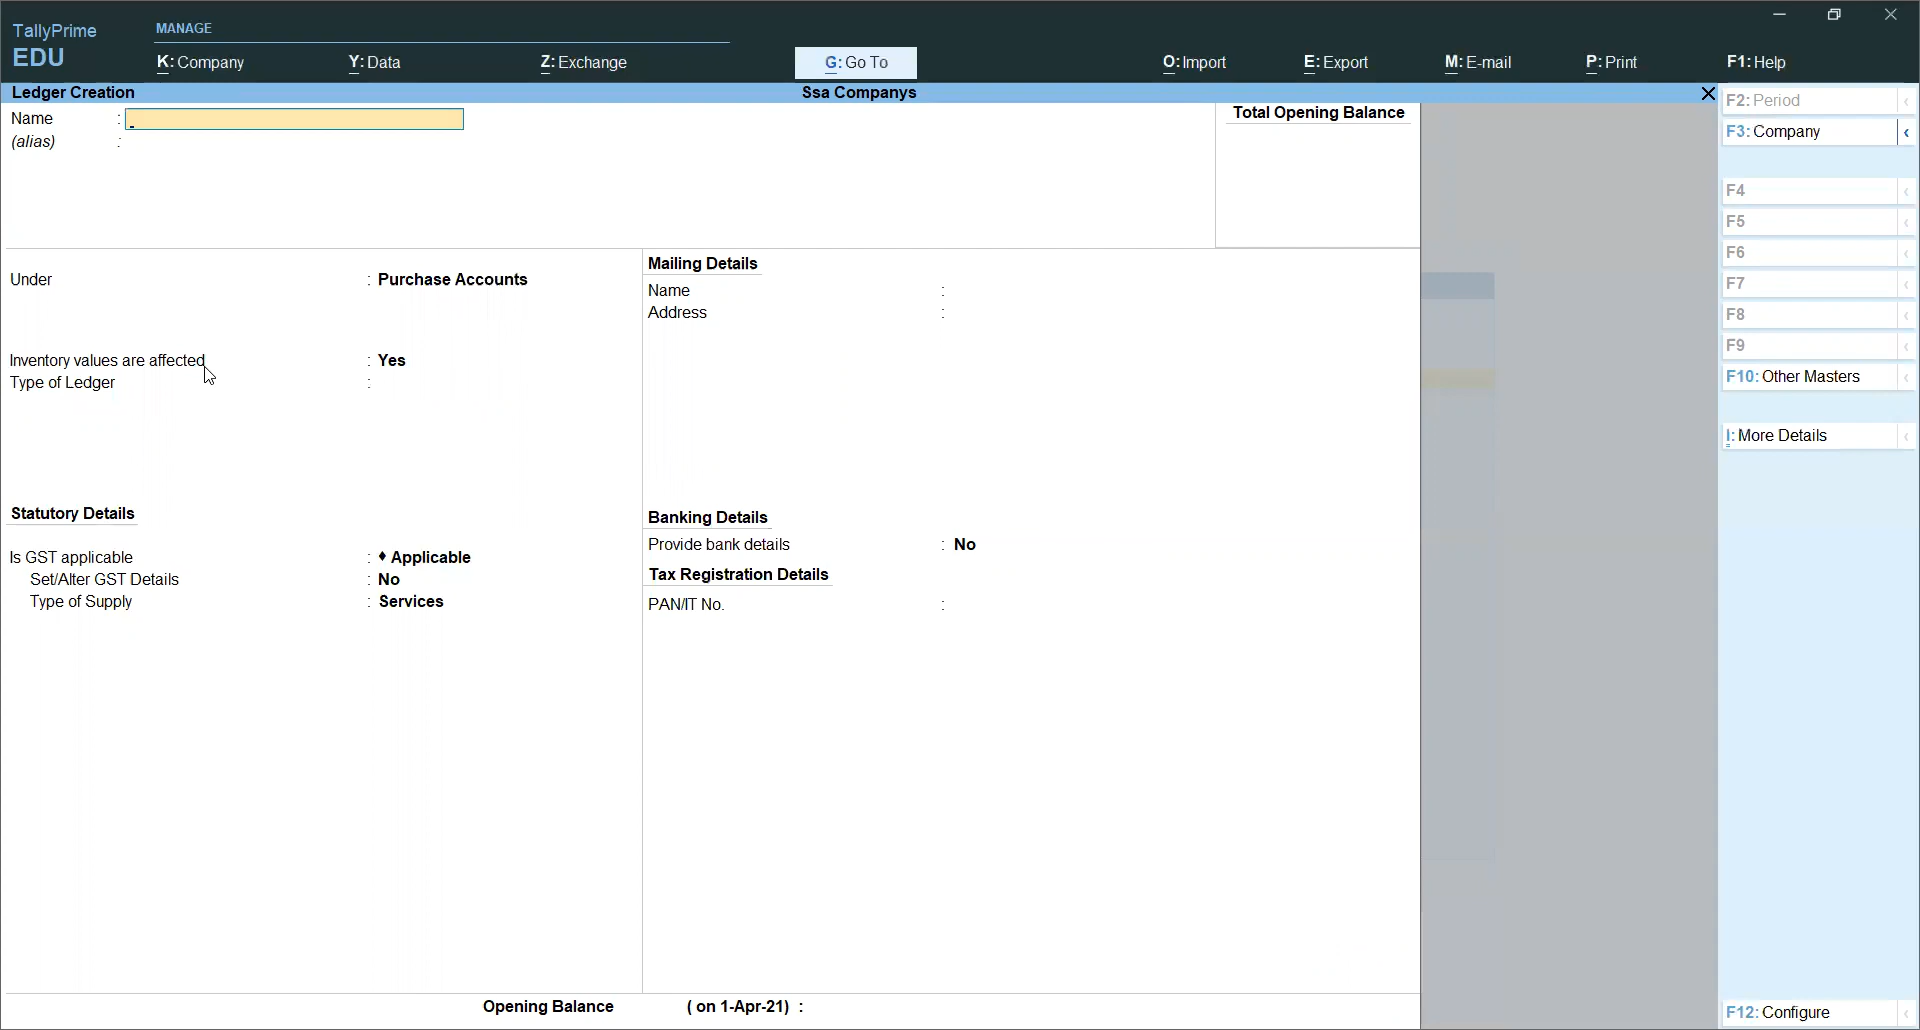 TallyPrime
EDU
MANAGE
K: Company
Y: Data
Z: Exchange
G: Go To
O: Import
E: Export
M: E-mail
P: Print
F1: Help
Ledger Creation
Ssa Companys
Name :
(alias) :
Total Opening Balance
Under : Purchase Accounts
Inventory values are affected : Yes
Type of Ledger :
Statutory Details
Is GST applicable : ♦ Applicable
Set/Alter GST Details : No
Type of Supply : Services
Mailing Details
Name :
Address :
Banking Details
Provide bank details : No
Tax Registration Details
PAN/IT No. :
Opening Balance ( on 1-Apr-21) :
F2: Period
F3: Company
F4
F5
F6
F7
F8
F9
F10: Other Masters
I: More Details
F12: Configure